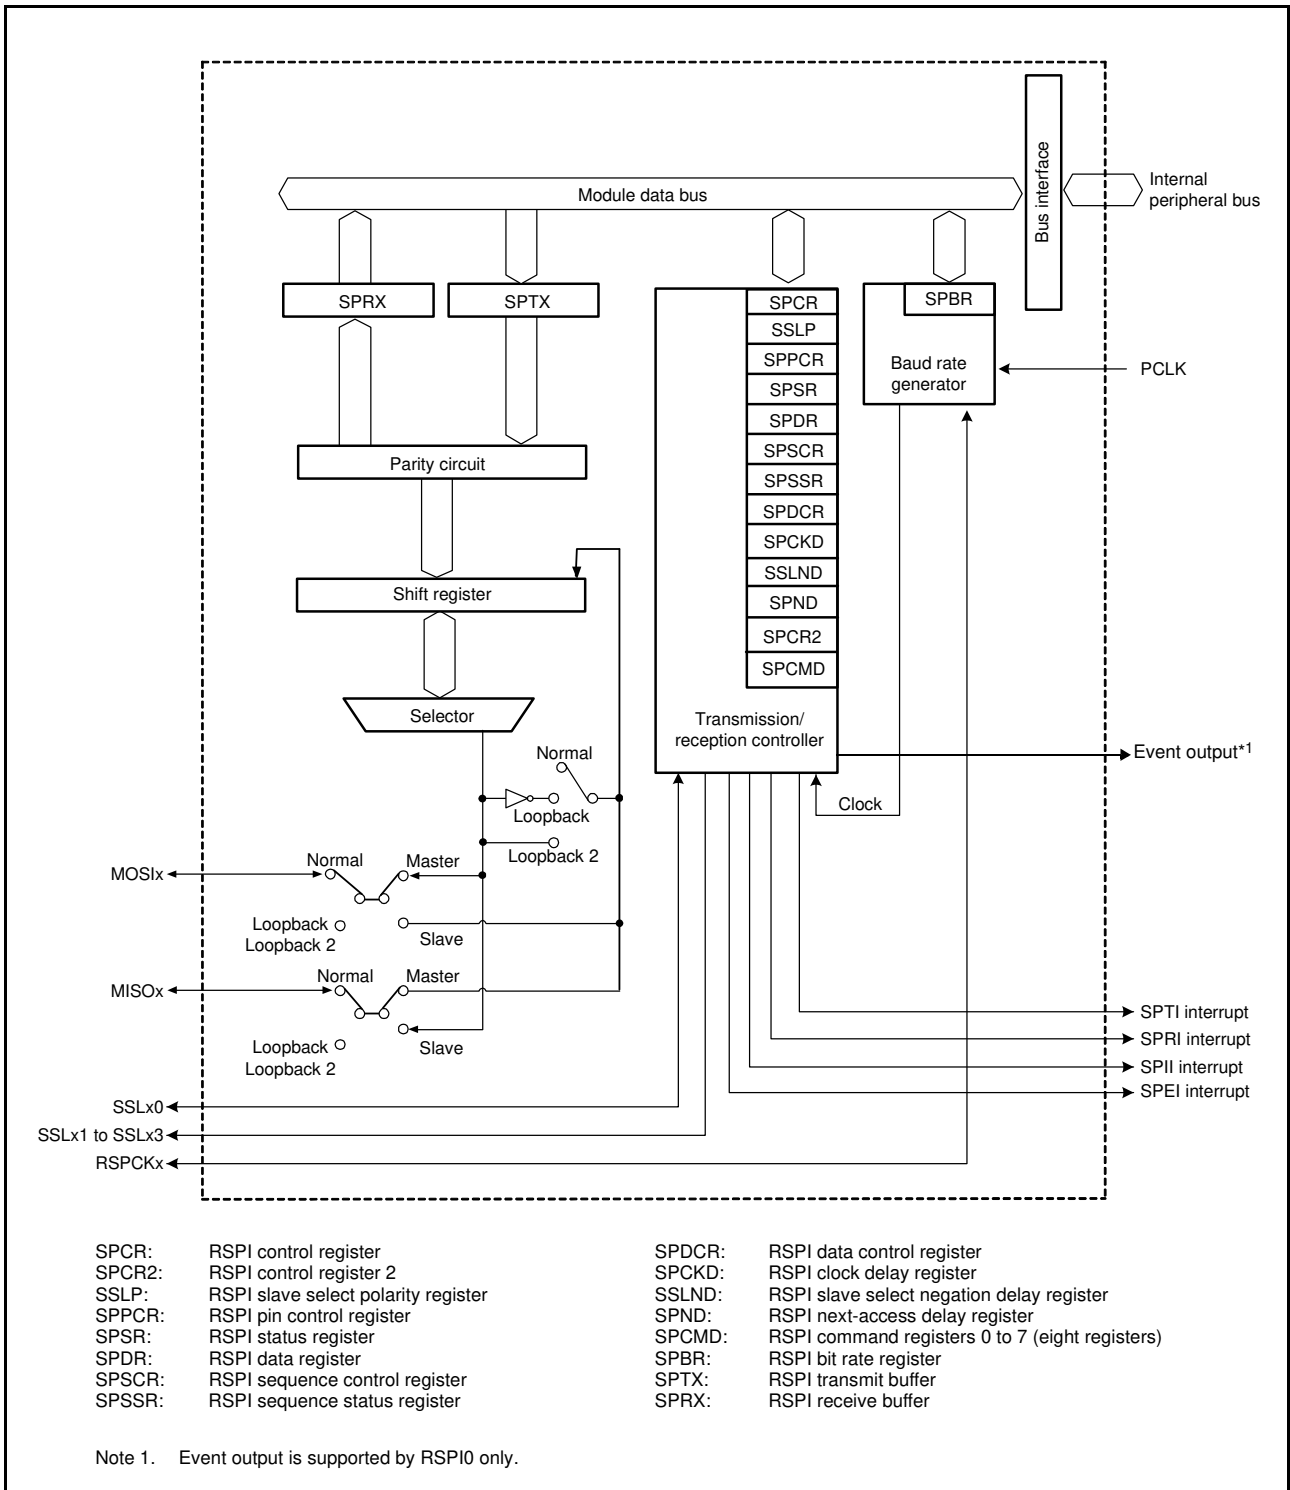 Module data bus
Bus interface
Internal
peripheral bus
SPRX
SPTX
SPCR
SSLP
SPPCR
SPSR
SPDR
SPSCR
SPSSR
SPDCR
SPCKD
SSLND
SPND
SPCR2
SPCMD
Transmission/
reception controller
SPBR
Baud rate
generator
PCLK
Parity circuit
Shift register
Selector
Normal
Loopback
Loopback 2
Clock
Event output*1
MOSIx
Normal
Master
Loopback
Loopback 2
Slave
MISOx
Normal
Master
Loopback
Loopback 2
Slave
SPTI interrupt
SPRI interrupt
SPII interrupt
SPEI interrupt
SSLx0
SSLx1 to SSLx3
RSPCKx
SPCR: RSPI control register
SPCR2: RSPI control register 2
SSLP: RSPI slave select polarity register
SPPCR: RSPI pin control register
SPSR: RSPI status register
SPDR: RSPI data register
SPSCR: RSPI sequence control register
SPSSR: RSPI sequence status register
SPDCR: RSPI data control register
SPCKD: RSPI clock delay register
SSLND: RSPI slave select negation delay register
SPND: RSPI next-access delay register
SPCMD: RSPI command registers 0 to 7 (eight registers)
SPBR: RSPI bit rate register
SPTX: RSPI transmit buffer
SPRX: RSPI receive buffer
Note 1. Event output is supported by RSPI0 only.